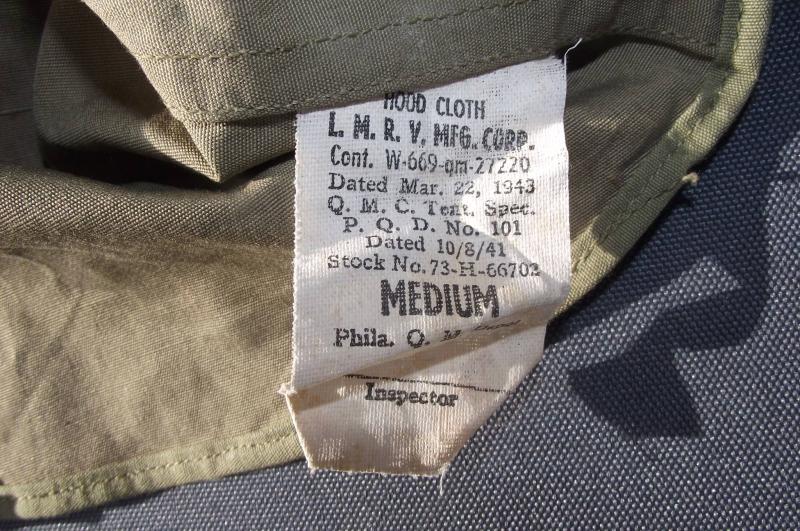 HOOD CLOTH
L. M. R. V. MFG. CORP.
Cont. W-669-qm-27220
Dated Mar. 22, 1943
Q. M. C. Tent. Spec.
P. Q. D. No. 101
Dated 10/8/41
Stock No. 73-H-66702
MEDIUM
Phila. Q. M.
Inspector